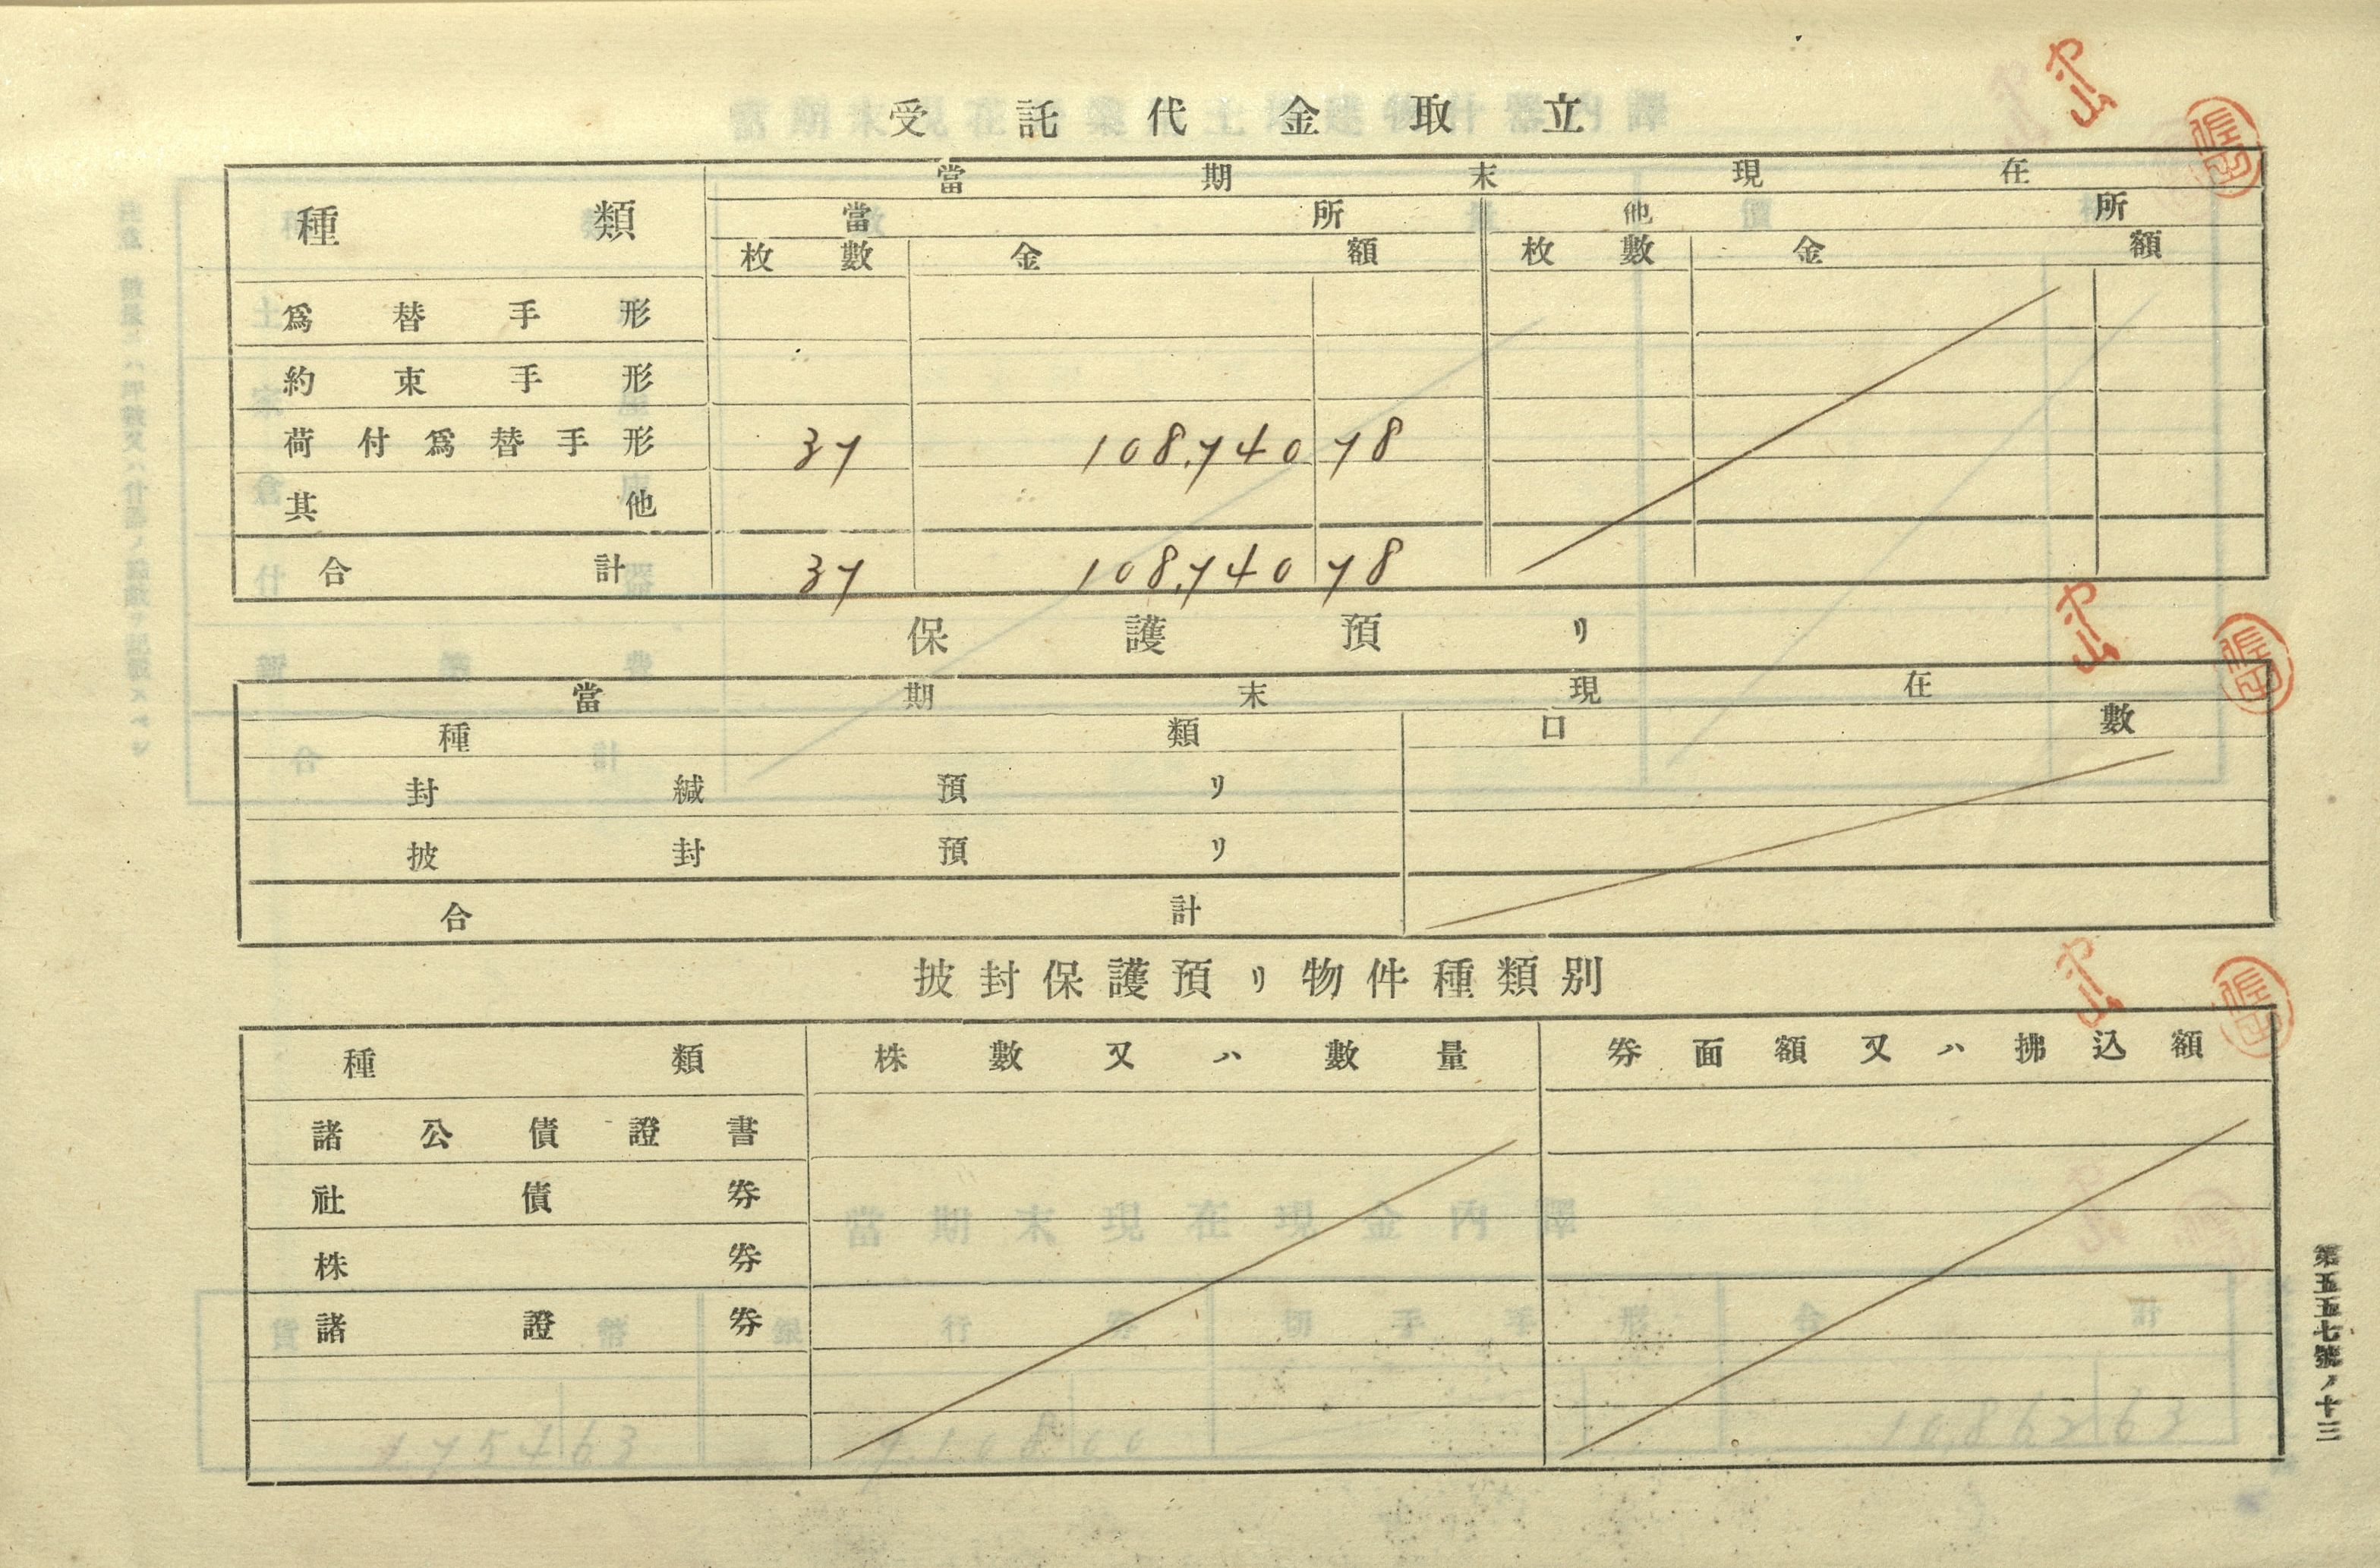 受託代金取立
種類 當期末現在
當所 他所
枚數 金額 枚數 金額
爲替手形
約束手形
荷付爲替手形 37 108,740 78
其他
合計 37 108,740 78
保護預リ
當期末現在
種類 口數
封緘預リ
披封預リ
合計
披封保護預リ物件種類別
種類 株數又ハ數量 券面額又ハ拂込額
諸公債證書
社債券
株券
諸證券
第五五七號ノ十三